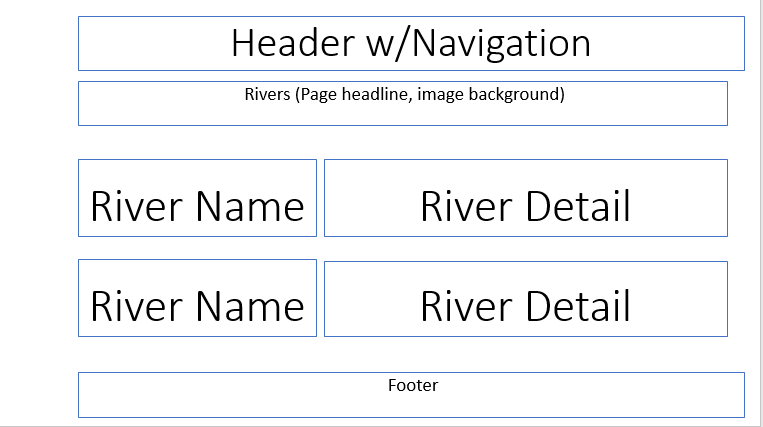 Header w/Navigation
Rivers (Page headline, image background)
River Name
River Detail
River Name
River Detail
Footer